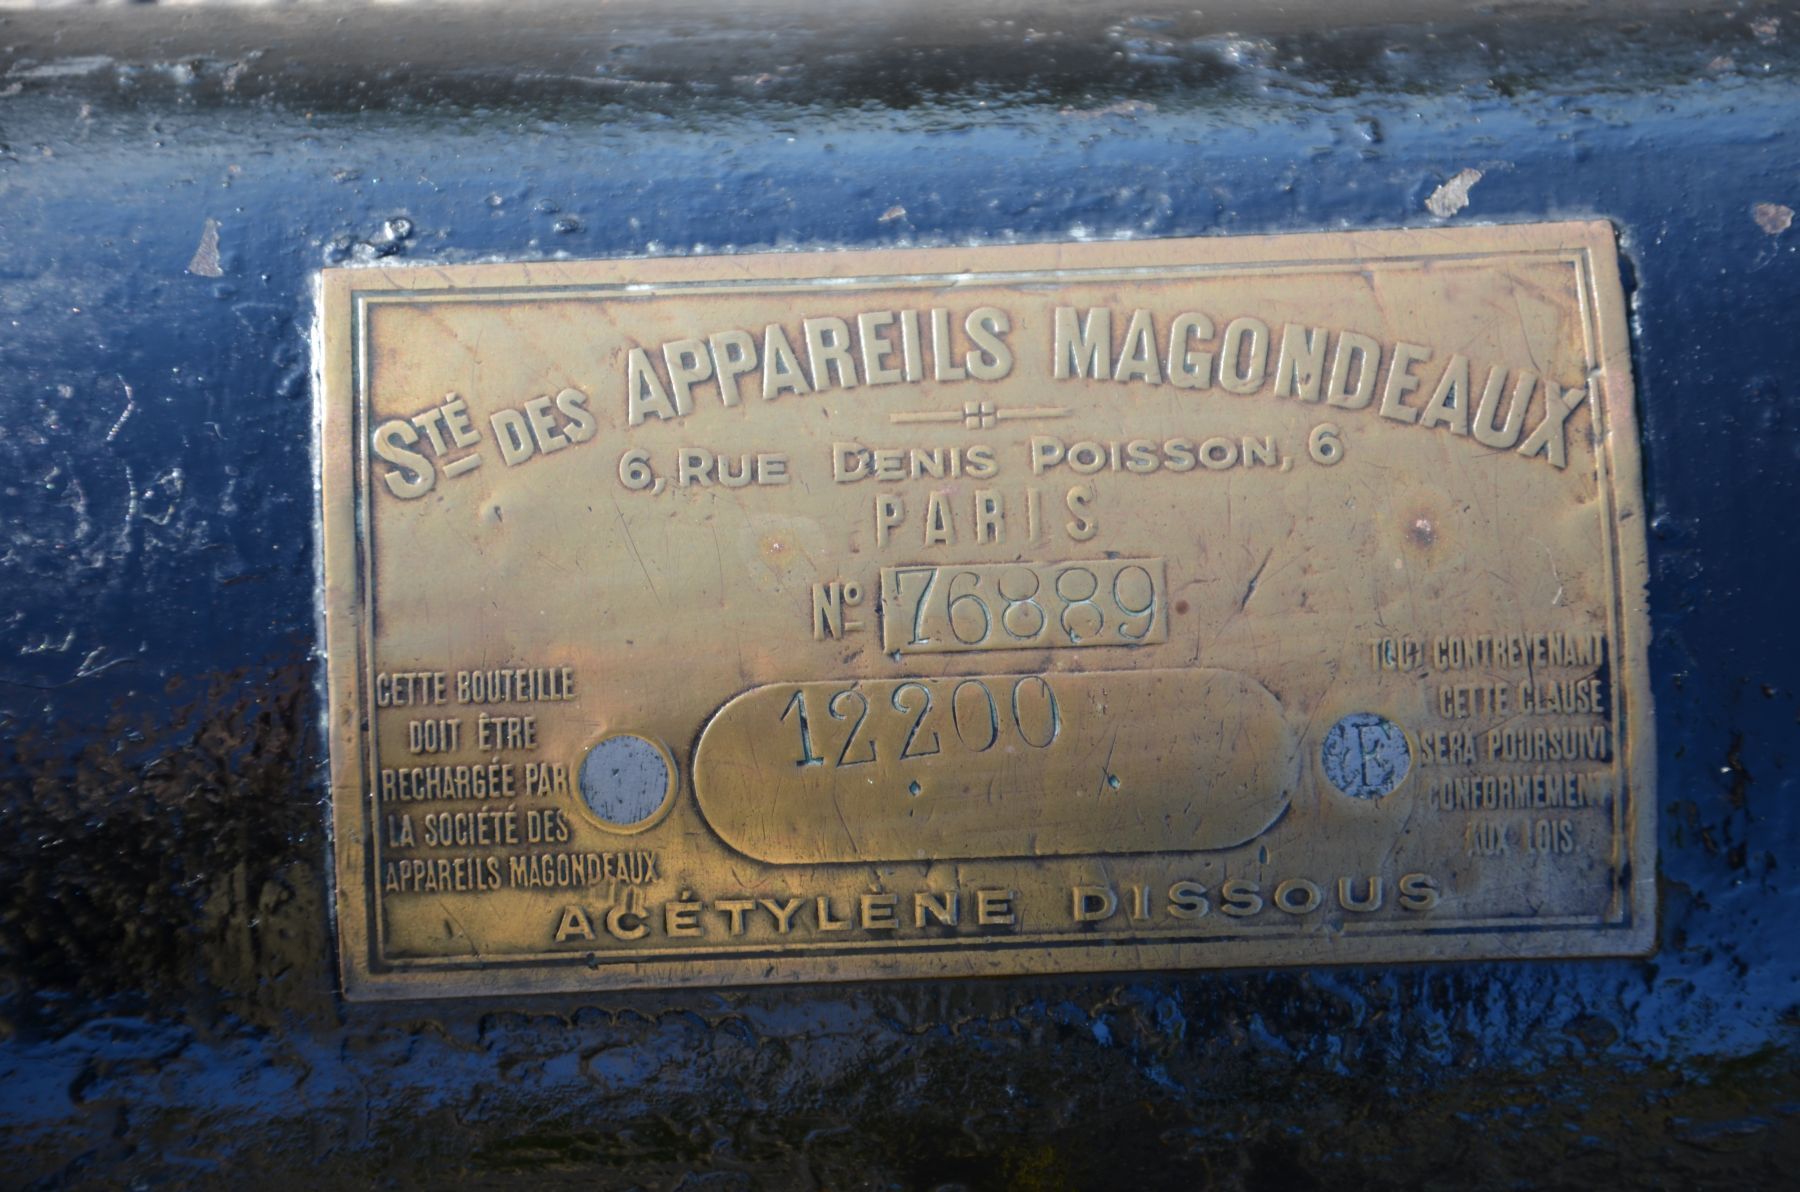 STÉ DES APPAREILS MAGONDEAUX
6, RUE DENIS POISSON, 6
PARIS
No 76889
12200
CETTE BOUTEILLE
DOIT ÊTRE
RECHARGÉE PAR
LA SOCIÉTÉ DES
APPAREILS MAGONDEAUX
E
TOUT CONTREVENANT
CETTE CLAUSE
SERA POURSUIVI
CONFORMÉMENT
AUX LOIS
ACÉTYLÈNE DISSOUS